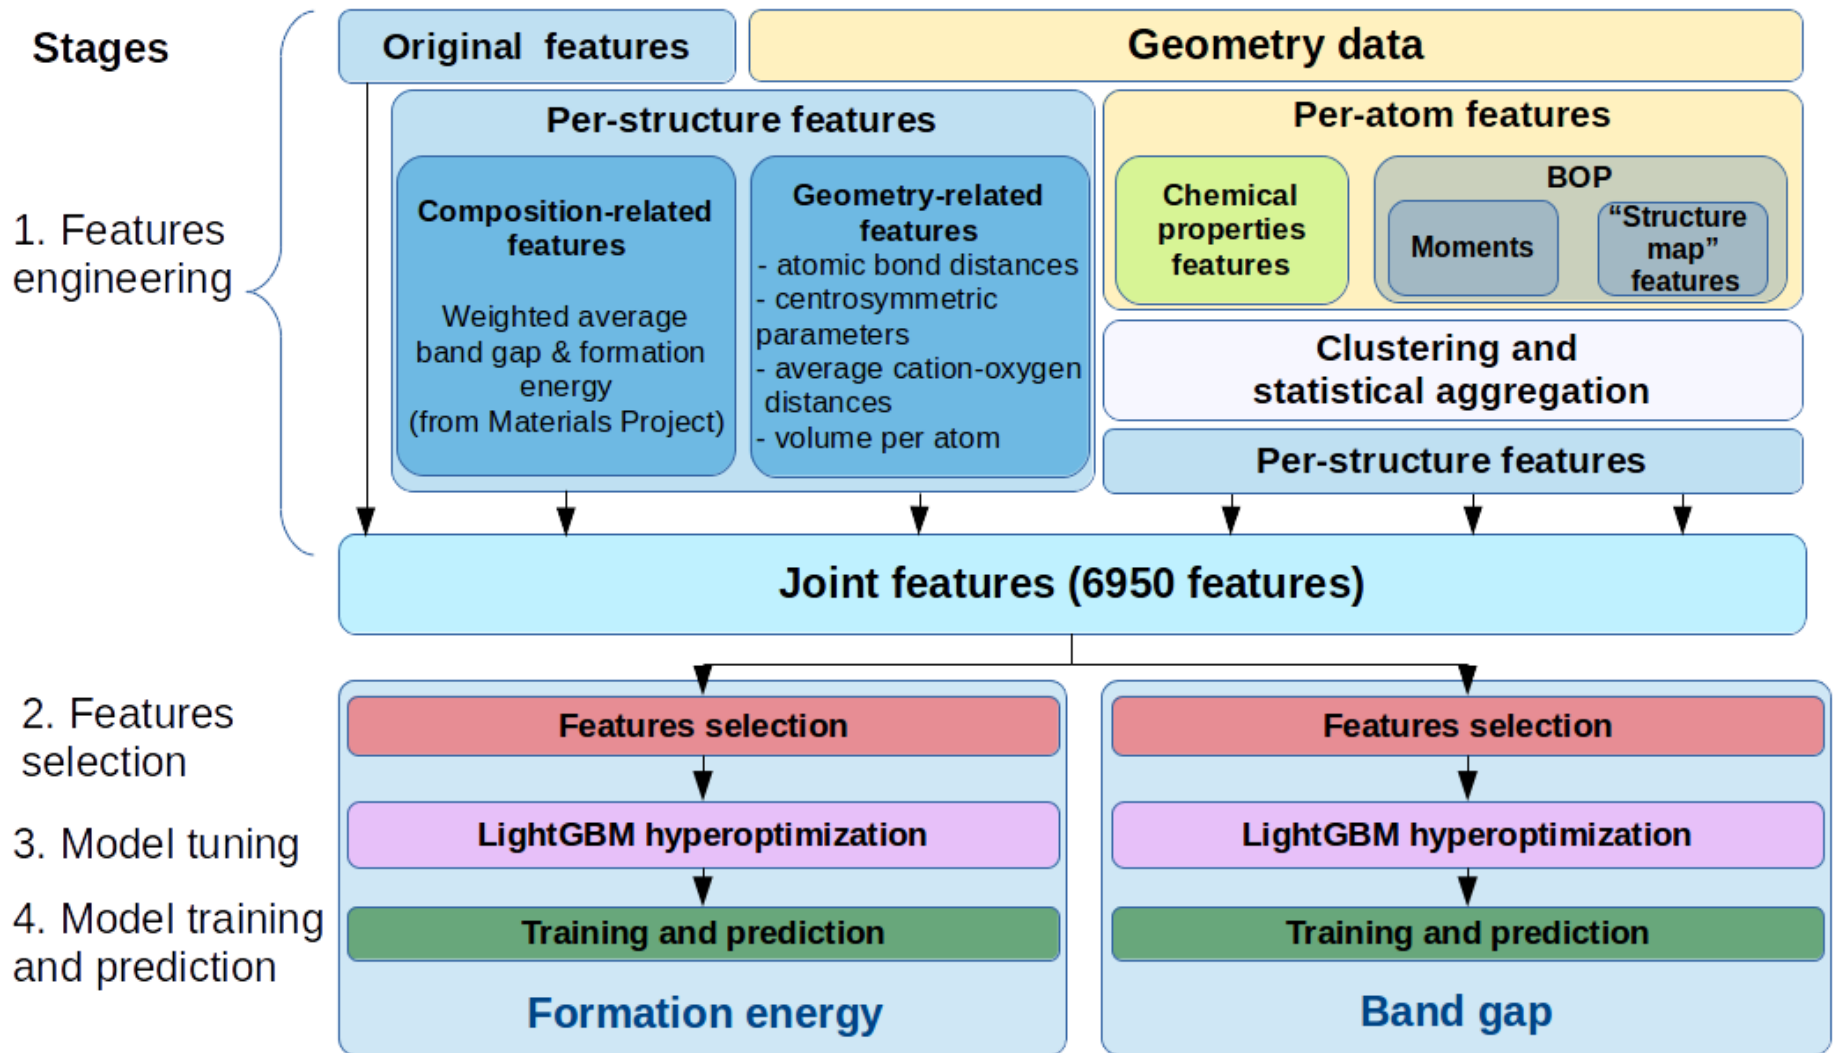 Stages
Original features
Geometry data
1. Features
engineering
Per-structure features
Composition-related
features
Weighted average
band gap & formation
energy
(from Materials Project)
Geometry-related
features
- atomic bond distances
- centrosymmetric
parameters
- average cation-oxygen
distances
- volume per atom
Per-atom features
Chemical
properties
features
BOP
Moments
“Structure
map”
features
Clustering and
statistical aggregation
Per-structure features
Joint features (6950 features)
2. Features
selection
Features selection
Features selection
3. Model tuning
LightGBM hyperoptimization
LightGBM hyperoptimization
4. Model training
and prediction
Training and prediction
Training and prediction
Formation energy
Band gap